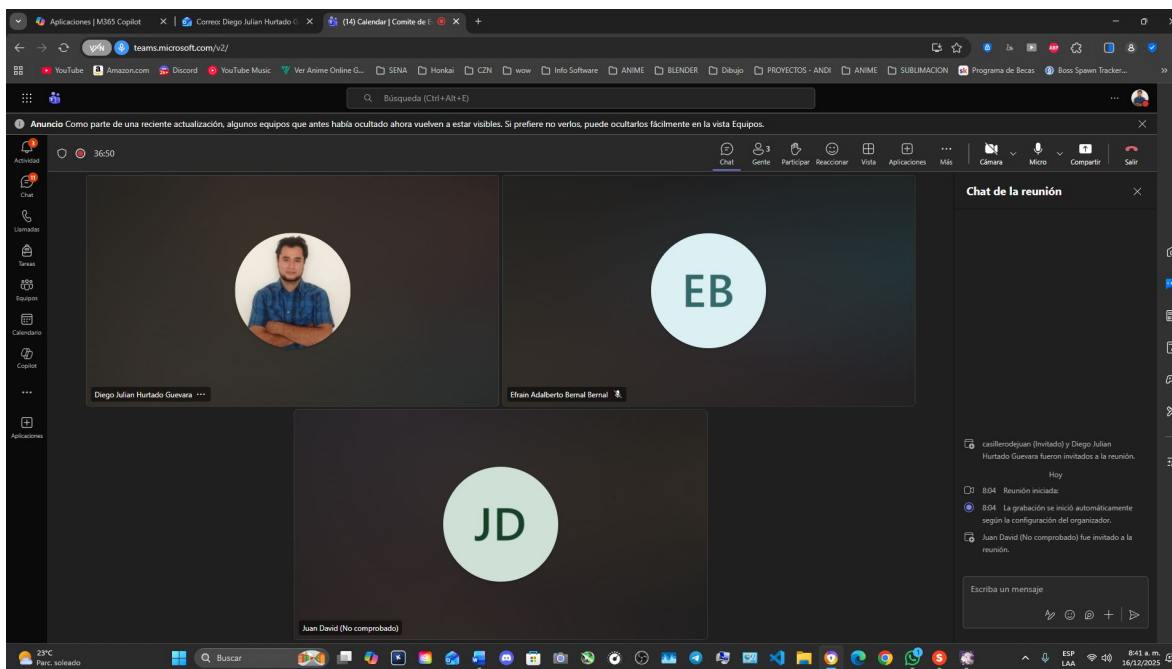 Aplicaciones | M365 Copilot
Correo: Diego Julian Hurtado G
(14) Calendar | Comite de E
VPN
teams.microsoft.com/v2/
YouTube
Amazon.com
Discord
YouTube Music
Ver Anime Online G...
SENA
Honkai
CZN
wow
Info Software
ANIME
BLENDER
Dibujo
PROYECTOS - ANDI
ANIME
SUBLIMACION
Programa de Becas
Boss Spawn Tracker...
Búsqueda (Ctrl+Alt+E)
Anuncio Como parte de una reciente actualización, algunos equipos que antes había ocultado ahora vuelven a estar visibles. Si prefiere no verlos, puede ocultarlos fácilmente en la vista Equipos.
3
Actividad
11
Chat
Llamadas
Tareas
Equipos
Calendario
Copilot
Aplicaciones
36:50
Chat
3
Gente
Participar
Reaccionar
Vista
Aplicaciones
Más
Cámara
Micro
Compartir
Salir
Diego Julian Hurtado Guevara
EB
Efrain Adalberto Bernal Bernal
JD
Juan David (No comprobado)
Chat de la reunión
casillerodejuan (Invitado) y Diego Julian
Hurtado Guevara fueron invitados a la reunión.
Hoy
8:04 Reunión iniciada:
8:04 La grabación se inició automáticamente
según la configuración del organizador.
Juan David (No comprobado) fue invitado a la
reunión.
Escriba un mensaje
23°C
Parc. soleado
Buscar
ESP
LAA
8:41 a. m.